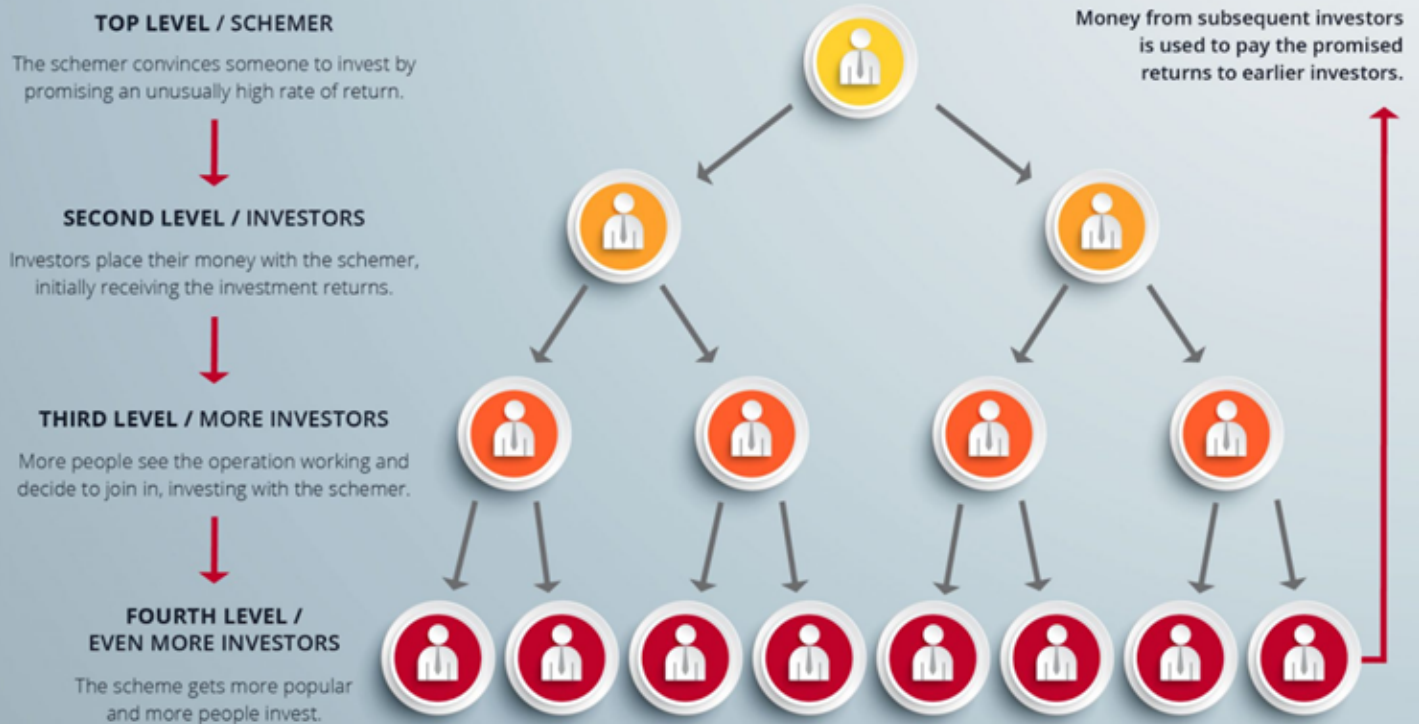 TOP LEVEL / SCHEMER
The schemer convinces someone to invest by
promising an unusually high rate of return.
SECOND LEVEL / INVESTORS
Investors place their money with the schemer,
initially receiving the investment returns.
THIRD LEVEL / MORE INVESTORS
More people see the operation working and
decide to join in, investing with the schemer.
FOURTH LEVEL /
EVEN MORE INVESTORS
The scheme gets more popular
and more people invest.
Money from subsequent investors
is used to pay the promised
returns to earlier investors.